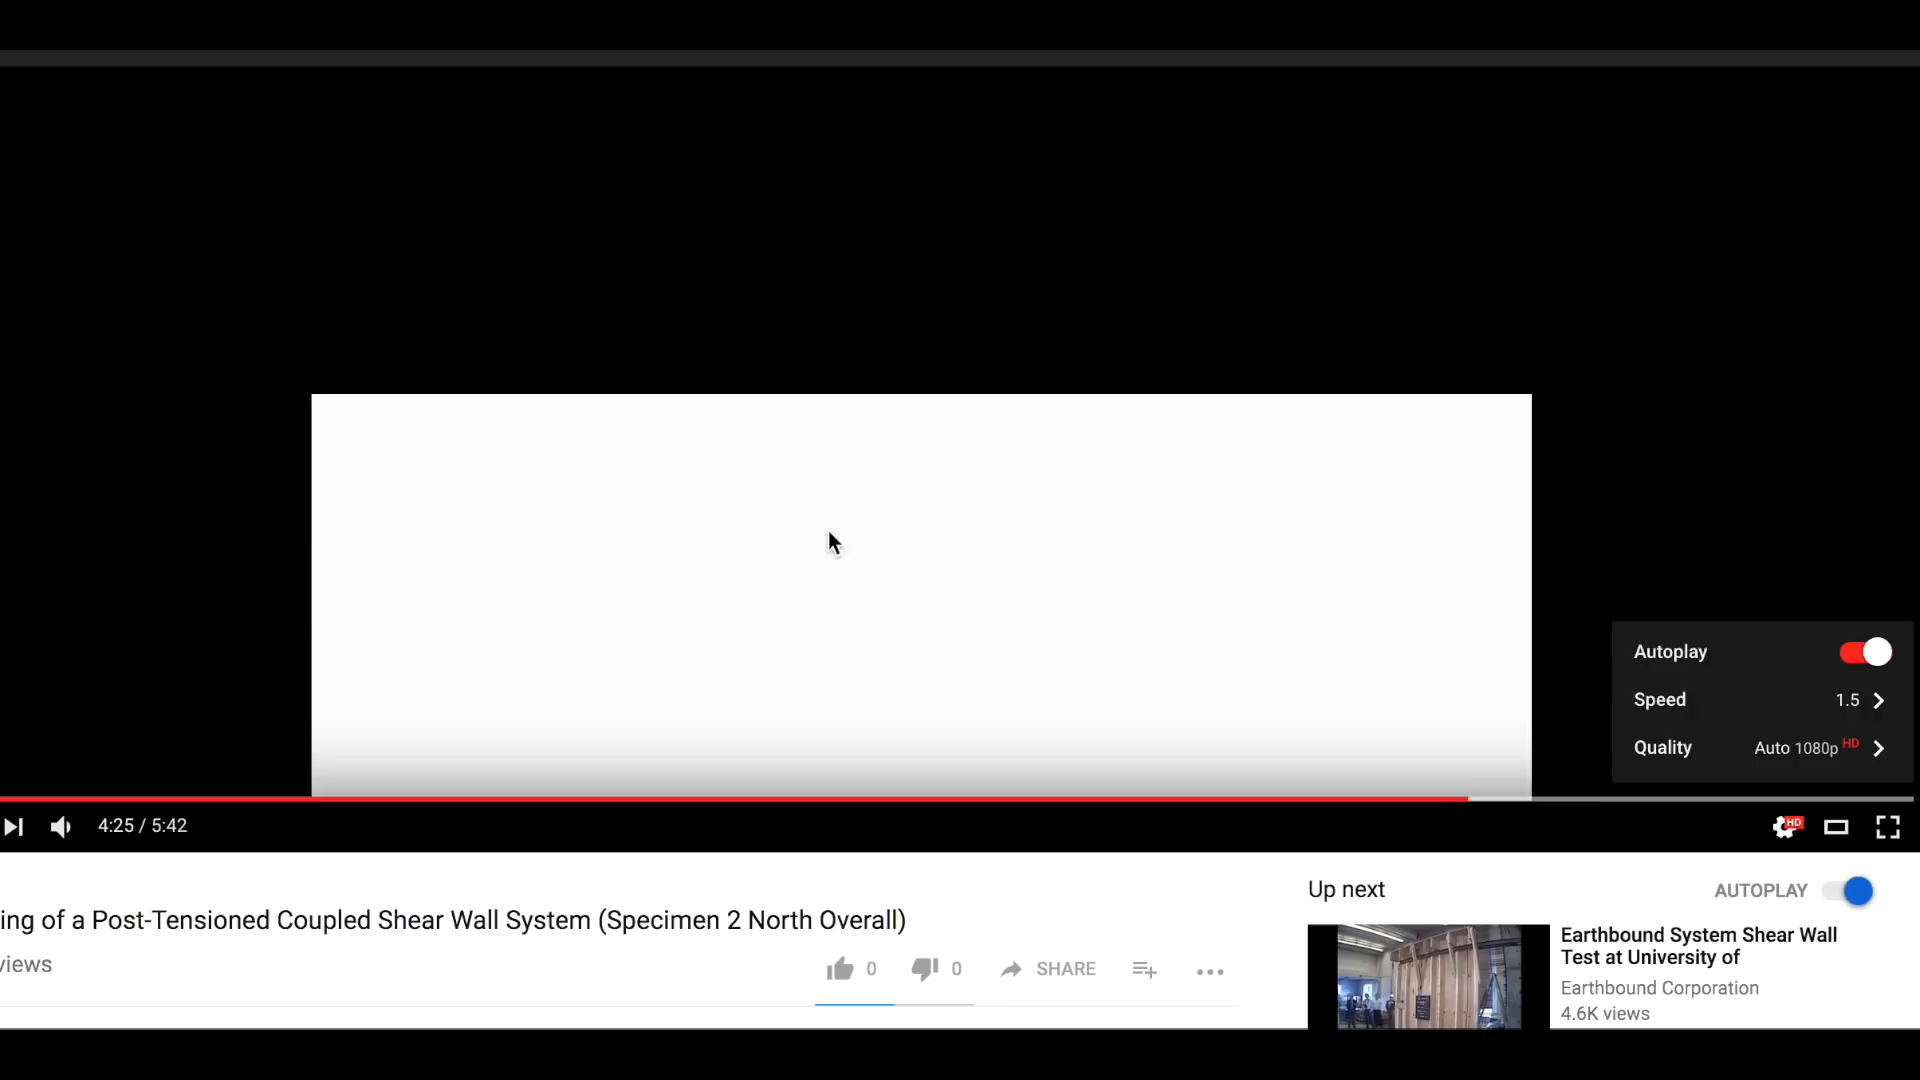 Autoplay
Speed 1.5
Quality Auto 1080p HD
4:25 / 5:42
HD
Up next
AUTOPLAY
ing of a Post-Tensioned Coupled Shear Wall System (Specimen 2 North Overall)
views
0 0 SHARE
Earthbound System Shear Wall
Test at University of
Earthbound Corporation
4.6K views